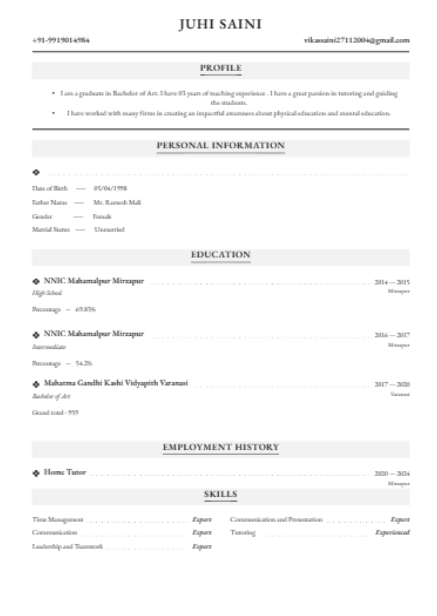 JUHI SAINI
+91-9919014984 vikassaini27112004@gmail.com
PROFILE
• I am a graduate in Bachelor of Art. I have 03 years of teaching experience . I have a great passion in tutoring and guiding
the students.
• I have worked with many firms in creating an impactful awareness about physical education and mental education.
PERSONAL INFORMATION
Date of Birth — 05/04/1998
Father Name — Mr. Ramesh Mali
Gender — Female
Matrial Status — Unmarried
EDUCATION
❖ NNIC Mahamalpur Mirzapur 2014 — 2015
High School Mirzapur
Percentage – 69.83%
❖ NNIC Mahamalpur Mirzapur 2016 — 2017
Intermediate Mirzapur
Percentage – 54.2%
❖ Mahatma Gandhi Kashi Vidyapith Varanasi 2017 — 2020
Bachelor of Art Varanasi
Grand total – 959
EMPLOYMENT HISTORY
❖ Home Tutor 2020 — 2024
Mirzapur
SKILLS
Time Management Expert Communication and Presentation Expert
Communication Expert Tutoring Experienced
Leadership and Teamwork Expert